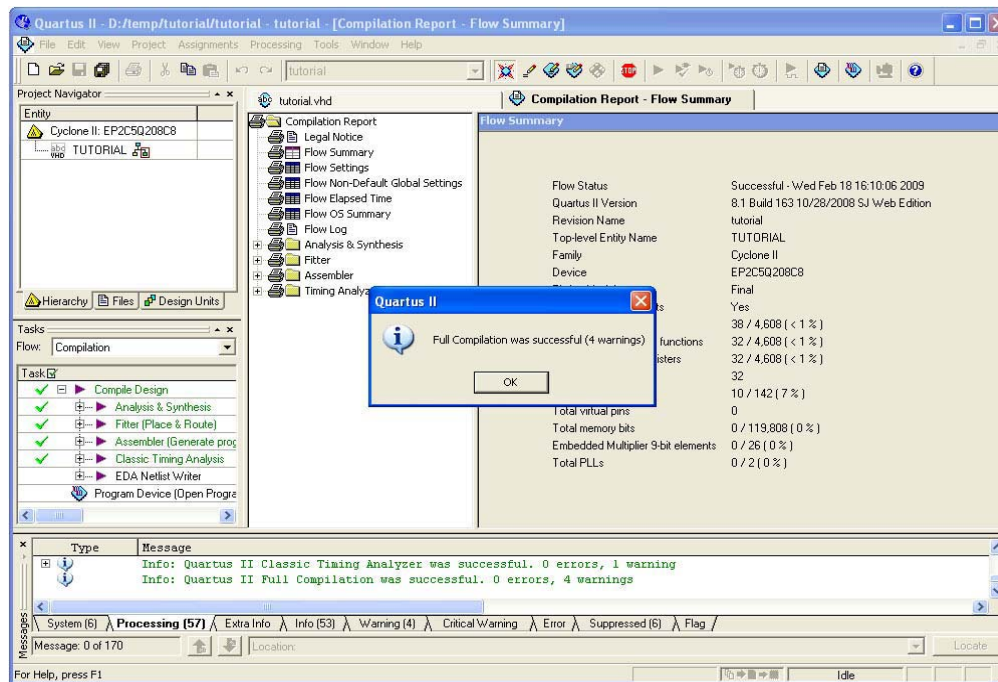 Quartus II - D:/temp/tutorial/tutorial - tutorial - [Compilation Report - Flow Summary]
File Edit View Project Assignments Processing Tools Window Help
tutorial
Project Navigator
Entity
Cyclone II: EP2C5Q208C8
abc
VHD
TUTORIAL
Hierarchy Files Design Units
Tasks
Flow: Compilation
Task
Compile Design
Analysis & Synthesis
Fitter (Place & Route)
Assembler (Generate prog
Classic Timing Analysis
EDA Netlist Writer
Program Device (Open Progra
tutorial.vhd
Compilation Report - Flow Summary
Compilation Report
Legal Notice
Flow Summary
Flow Settings
Flow Non-Default Global Settings
Flow Elapsed Time
Flow OS Summary
Flow Log
Analysis & Synthesis
Fitter
Assembler
Timing Analyz
Flow Summary
Flow Status Successful - Wed Feb 18 16:10:06 2009
Quartus II Version 8.1 Build 163 10/28/2008 SJ Web Edition
Revision Name tutorial
Top-level Entity Name TUTORIAL
Family Cyclone II
Device EP2C5Q208C8
Final
ts Yes
38 / 4,608 ( < 1 % )
functions 32 / 4,608 ( < 1 % )
isters 32 / 4,608 ( < 1 % )
32
10 / 142 ( 7 % )
Total virtual pins 0
Total memory bits 0 / 119,808 ( 0 % )
Embedded Multiplier 9-bit elements 0 / 26 ( 0 % )
Total PLLs 0 / 2 ( 0 % )
Quartus II
Full Compilation was successful (4 warnings)
OK
Type Message
Info: Quartus II Classic Timing Analyzer was successful. 0 errors, 1 warning
Info: Quartus II Full Compilation was successful. 0 errors, 4 warnings
System (6) Processing (57) Extra Info Info (53) Warning (4) Critical Warning Error Suppressed (6) Flag
Messages
Message: 0 of 170 Location: Locate
For Help, press F1 Idle